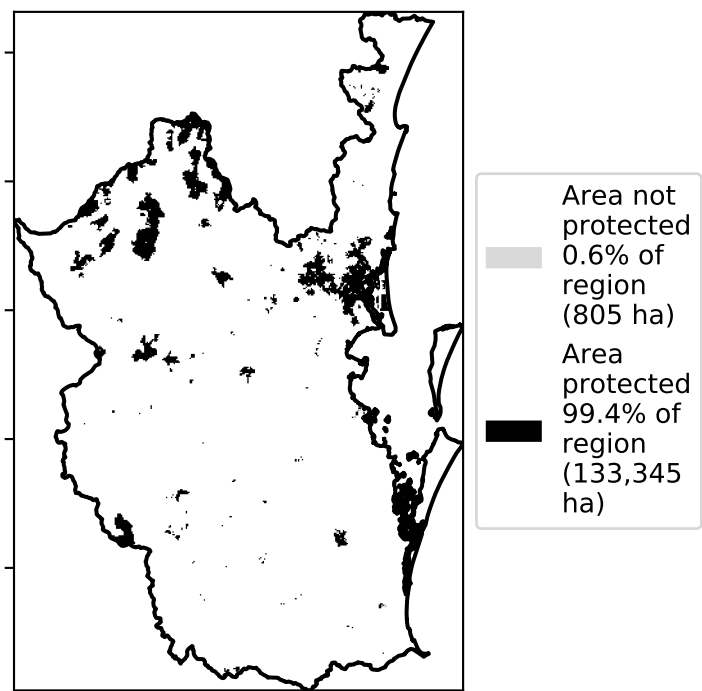 Area not
protected
0.6% of
region
(805 ha)
Area
protected
99.4% of
region
(133,345
ha)